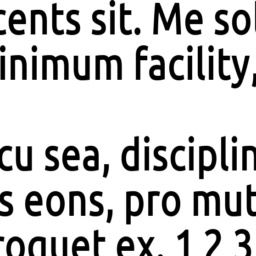 cents sit. Me sol
inimum facility,
cu sea, disciplin
s eons, pro mut
roquet ex. 1 2 3